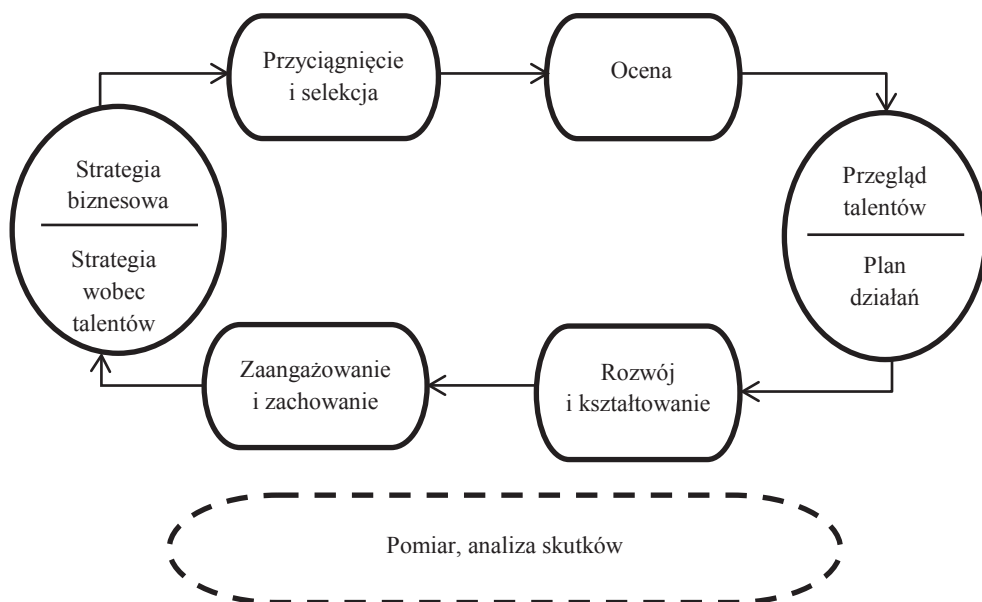 Przyciągnięcie
i selekcja
Ocena
Strategia
biznesowa
Strategia
wobec
talentów
Przegląd
talentów
Plan
działań
Zaangażowanie
i zachowanie
Rozwój
i kształtowanie
Pomiar, analiza skutków